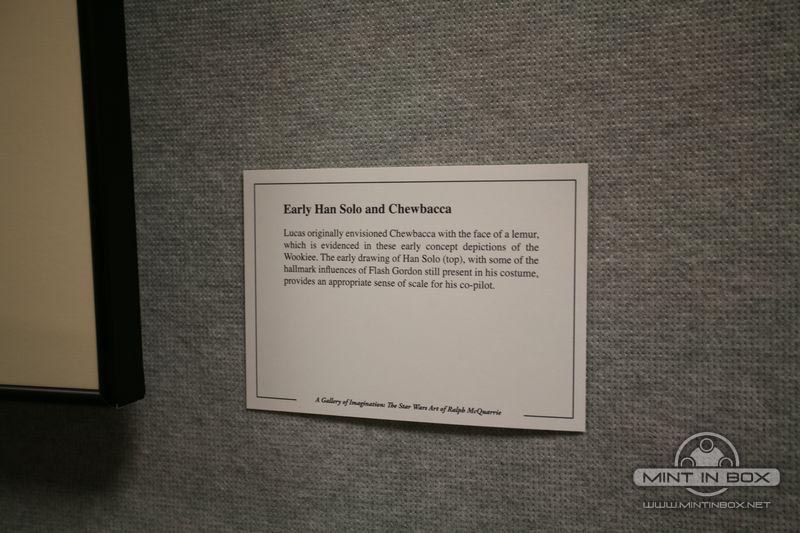 Early Han Solo and Chewbacca
Lucas originally envisioned Chewbacca with the face of a lemur,
which is evidenced in these early concept depictions of the
Wookiee. The early drawing of Han Solo (top), with some of the
hallmark influences of Flash Gordon still present in his costume,
provides an appropriate sense of scale for his co-pilot.
A Gallery of Imagination: The Star Wars Art of Ralph McQuarrie
MINT IN BOX
WWW.MINTINBOX.NET